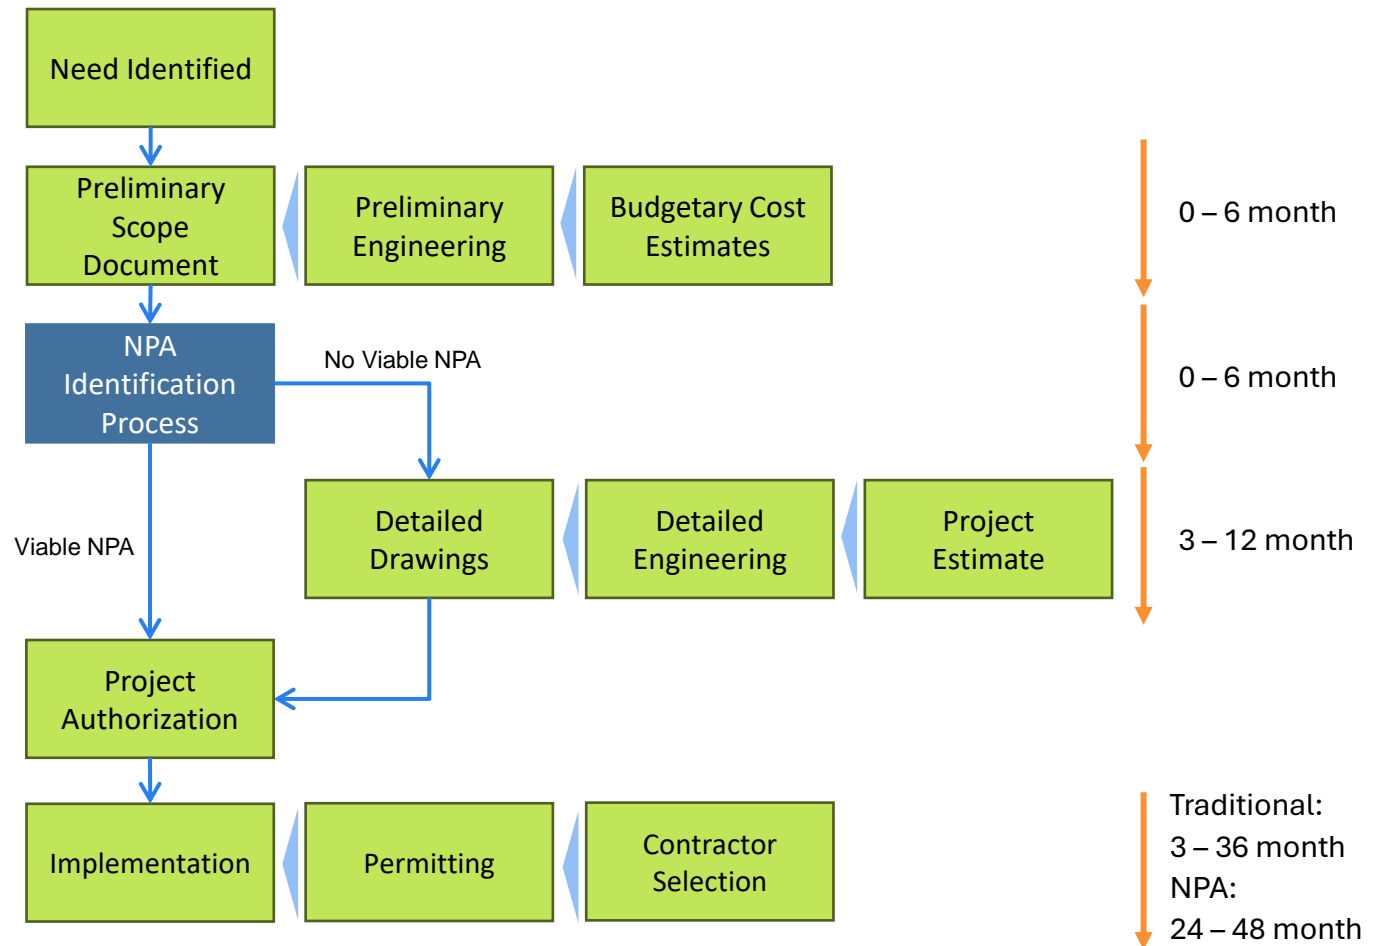 Need Identified
Preliminary
Scope
Document
Preliminary
Engineering
Budgetary Cost
Estimates
0 – 6 month
NPA
Identification
Process
No Viable NPA
0 – 6 month
Viable NPA
Detailed
Drawings
Detailed
Engineering
Project
Estimate
3 – 12 month
Project
Authorization
Implementation
Permitting
Contractor
Selection
Traditional:
3 – 36 month
NPA:
24 – 48 month